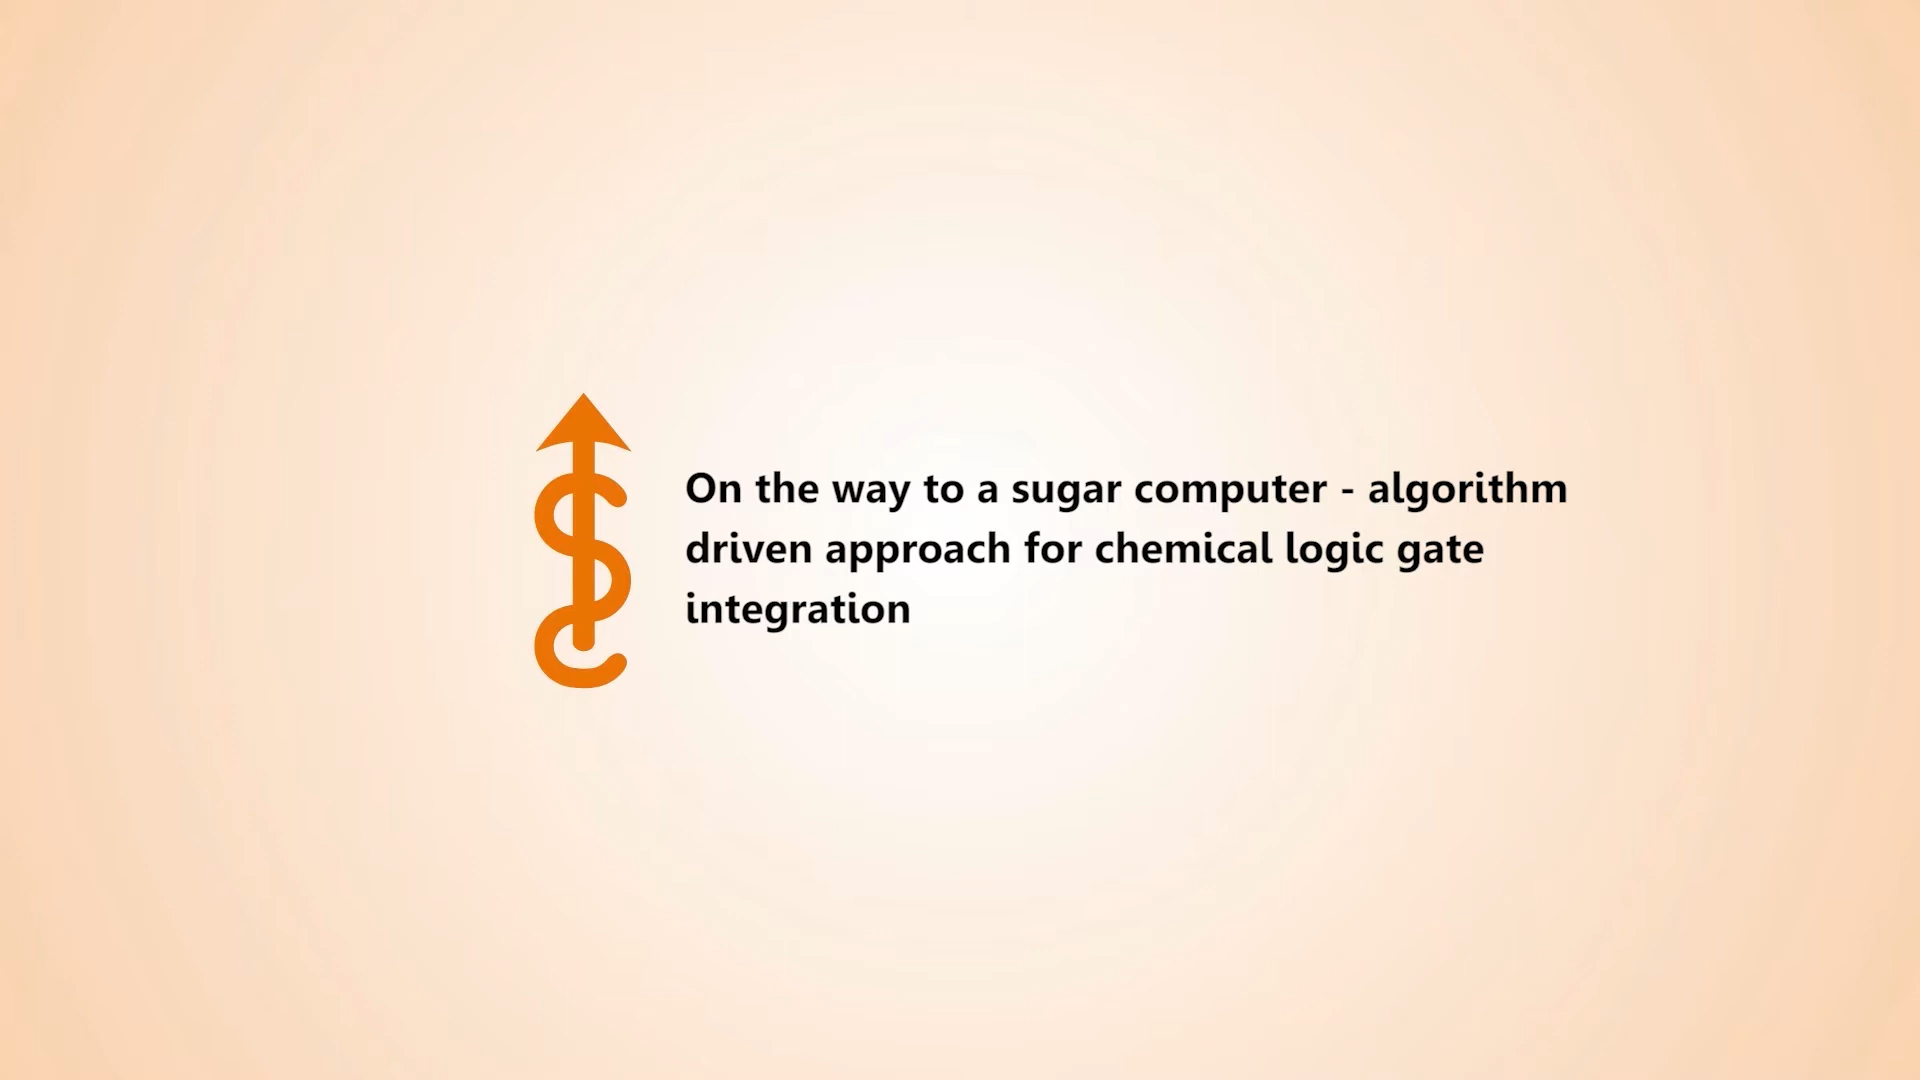 On the way to a sugar computer - algorithm
driven approach for chemical logic gate
integration